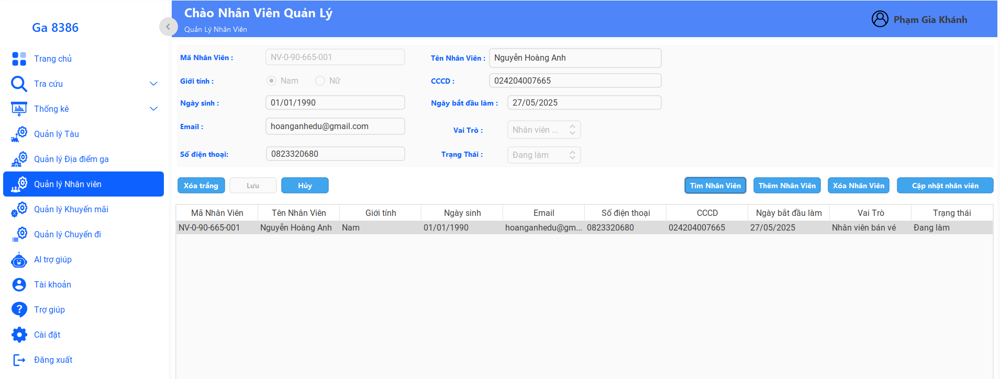 Ga 8386
Trang chủ
Tra cứu
Thống kê
Quản lý Tàu
Quản lý Địa điểm ga
Quản lý Nhân viên
Quản lý Khuyến mãi
Quản lý Chuyến đi
AI trợ giúp
Tài khoản
Trợ giúp
Cài đặt
Đăng xuất
Chào Nhân Viên Quản Lý
Quản Lý Nhân Viên
Phạm Gia Khánh
Mã Nhân Viên : NV-0-90-665-001 Tên Nhân Viên : Nguyễn Hoàng Anh
Giới tính : Nam Nữ CCCD : 024204007665
Ngày sinh : 01/01/1990 Ngày bắt đầu làm : 27/05/2025
Email : hoanganhedu@gmail.com Vai Trò : Nhân viên ...
Số điện thoại: 0823320680 Trạng Thái : Đang làm
Xóa trắng Lưu Hủy Tìm Nhân Viên Thêm Nhân Viên Xóa Nhân Viên Cập nhật nhân viên
Mã Nhân Viên Tên Nhân Viên Giới tính Ngày sinh Email Số điện thoại CCCD Ngày bắt đầu làm Vai Trò Trạng thái
NV-0-90-665-001 Nguyễn Hoàng Anh Nam 01/01/1990 hoanganhedu@gm... 0823320680 024204007665 27/05/2025 Nhân viên bán vé Đang làm